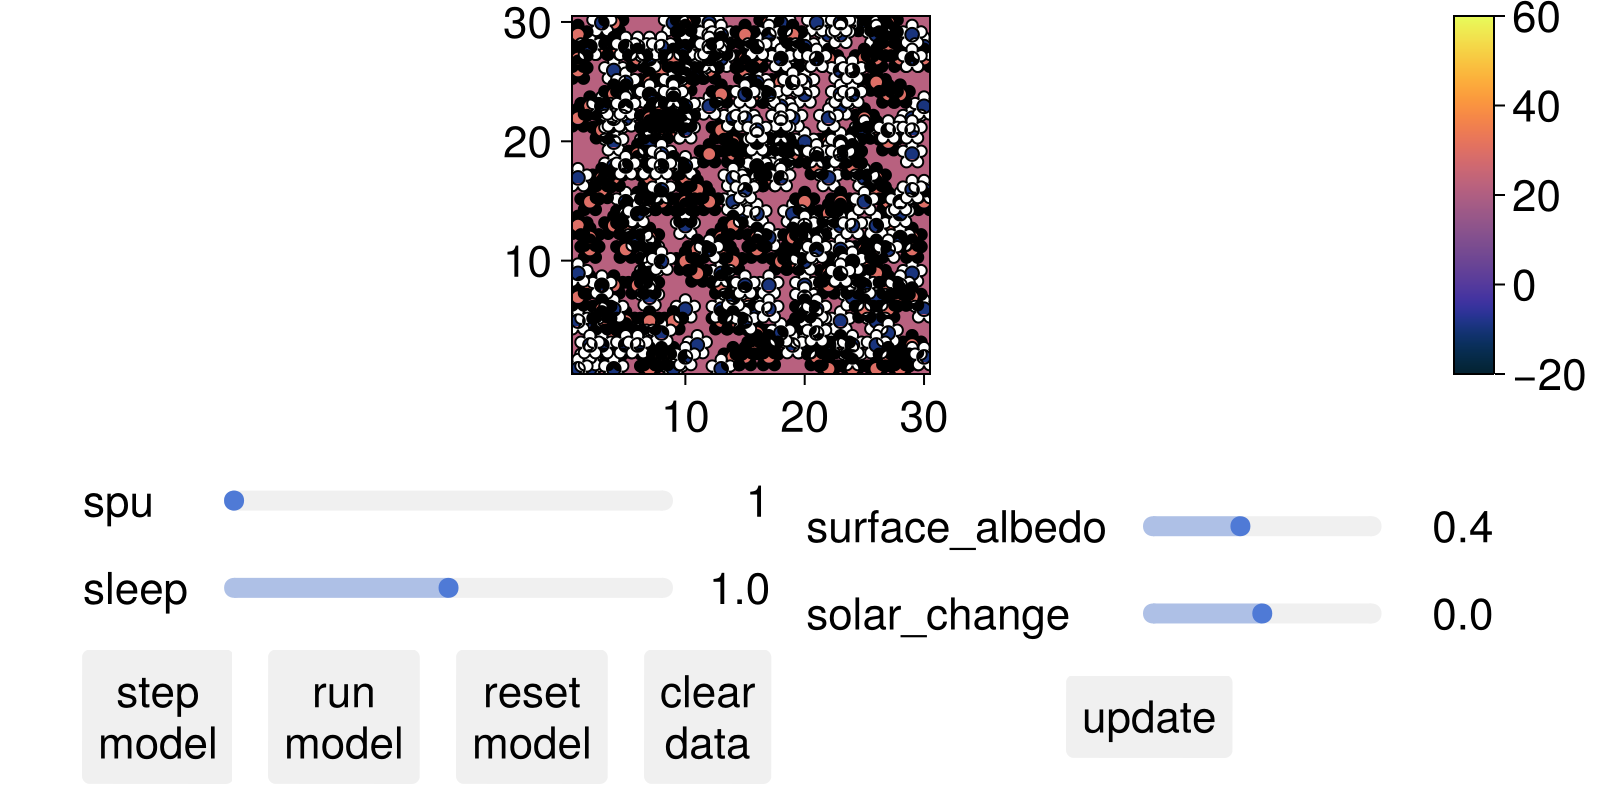 30
20
10
10 20 30
60
40
20
0
−20
spu 1
sleep 1.0
surface_albedo 0.4
solar_change 0.0
step
model
run
model
reset
model
clear
data
update